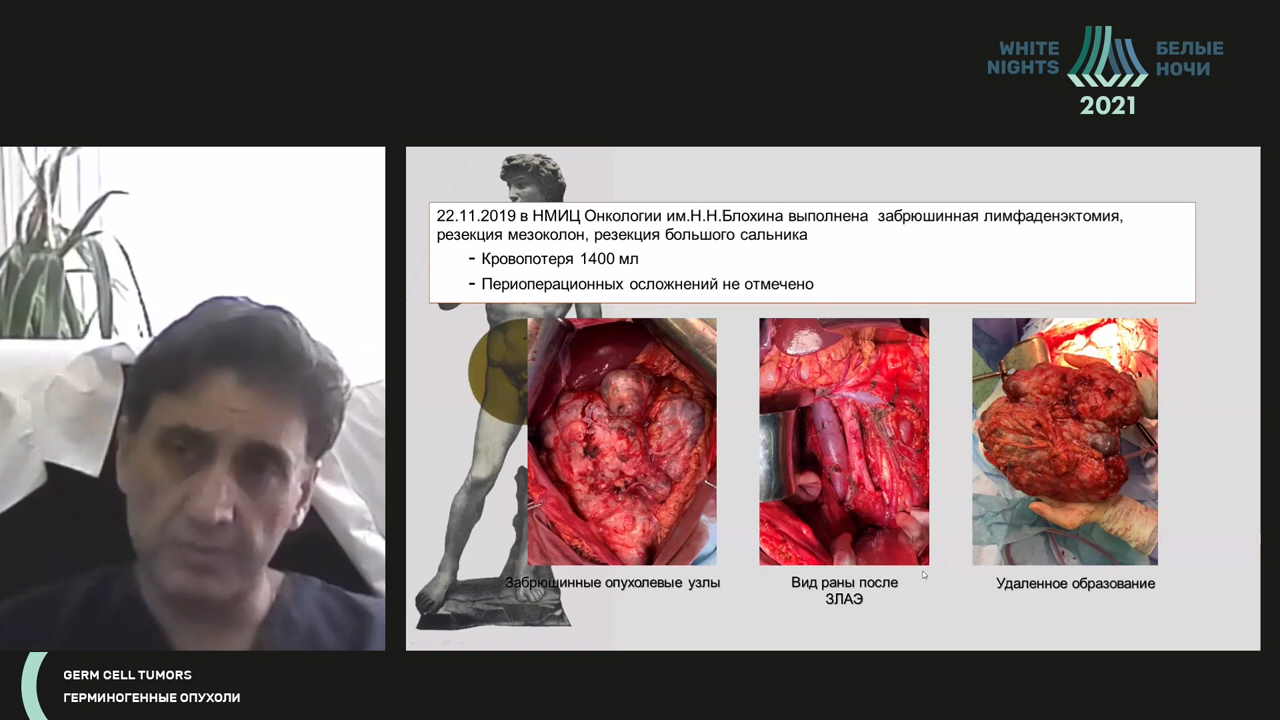 WHITE
NIGHTS
БЕЛЫЕ
НОЧИ
2021
22.11.2019 в НМИЦ Онкологии им.Н.Н.Блохина выполнена забрюшинная лимфаденэктомия,
резекция мезоколон, резекция большого сальника
- Кровопотеря 1400 мл
- Периоперационных осложнений не отмечено
Забрюшинные опухолевые узлы
Вид раны после
ЗЛАЭ
Удаленное образование
GERM CELL TUMORS
ГЕРМИНОГЕННЫЕ ОПУХОЛИ